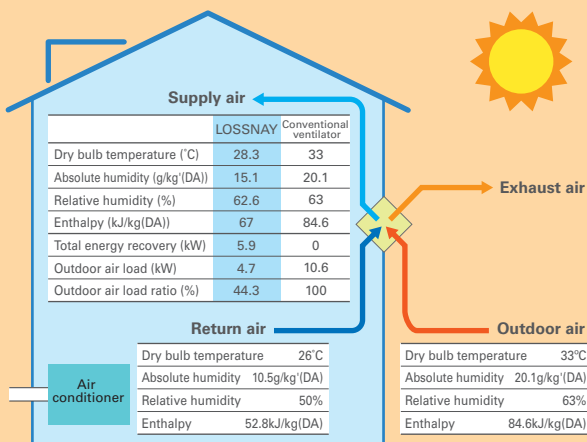 Supply air
LOSSNAY Conventional ventilator
Dry bulb temperature (˚C) 28.3 33
Absolute humidity (g/kg'(DA)) 15.1 20.1
Relative humidity (%) 62.6 63
Enthalpy (kJ/kg(DA)) 67 84.6
Total energy recovery (kW) 5.9 0
Outdoor air load (kW) 4.7 10.6
Outdoor air load ratio (%) 44.3 100
Exhaust air
Return air
Dry bulb temperature 26˚C
Absolute humidity 10.5g/kg'(DA)
Relative humidity 50%
Enthalpy 52.8kJ/kg(DA)
Air
conditioner
Outdoor air
Dry bulb temperature 33ºC
Absolute humidity 20.1g/kg'(DA)
Relative humidity 63%
Enthalpy 84.6kJ/kg(DA)